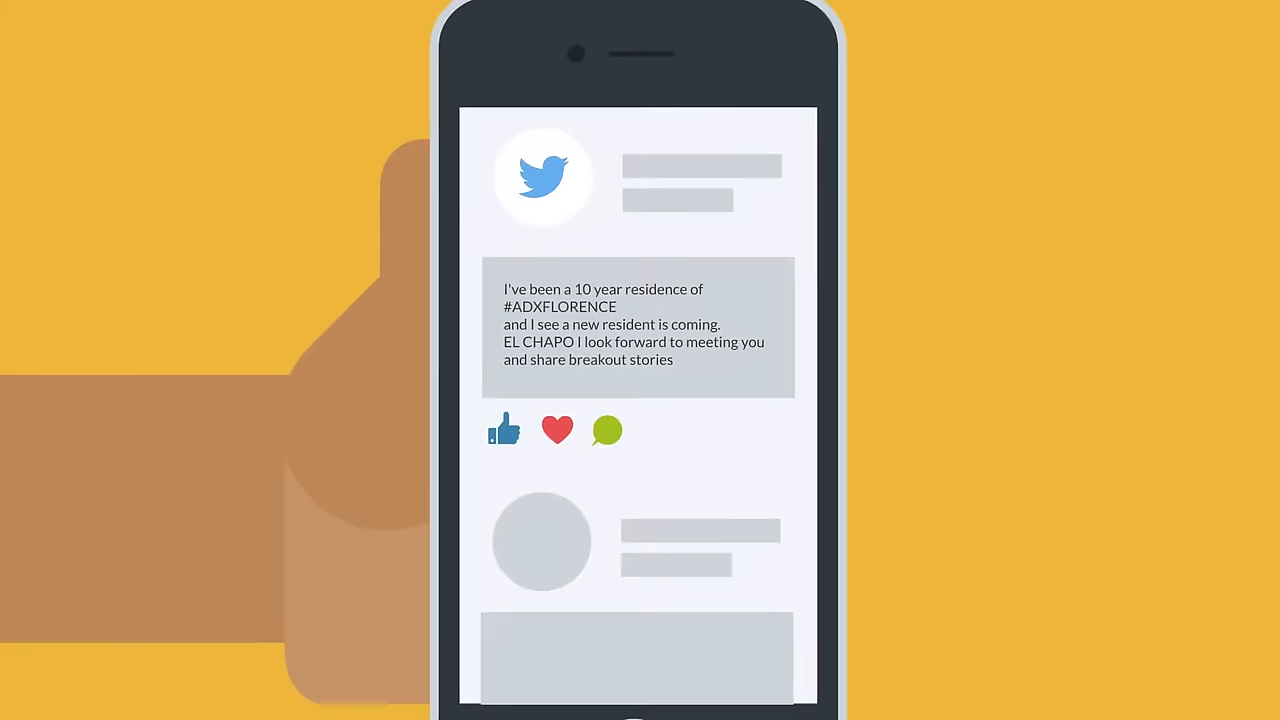 I've been a 10 year residence of
#ADXFLORENCE
and I see a new resident is coming.
EL CHAPO I look forward to meeting you
and share breakout stories